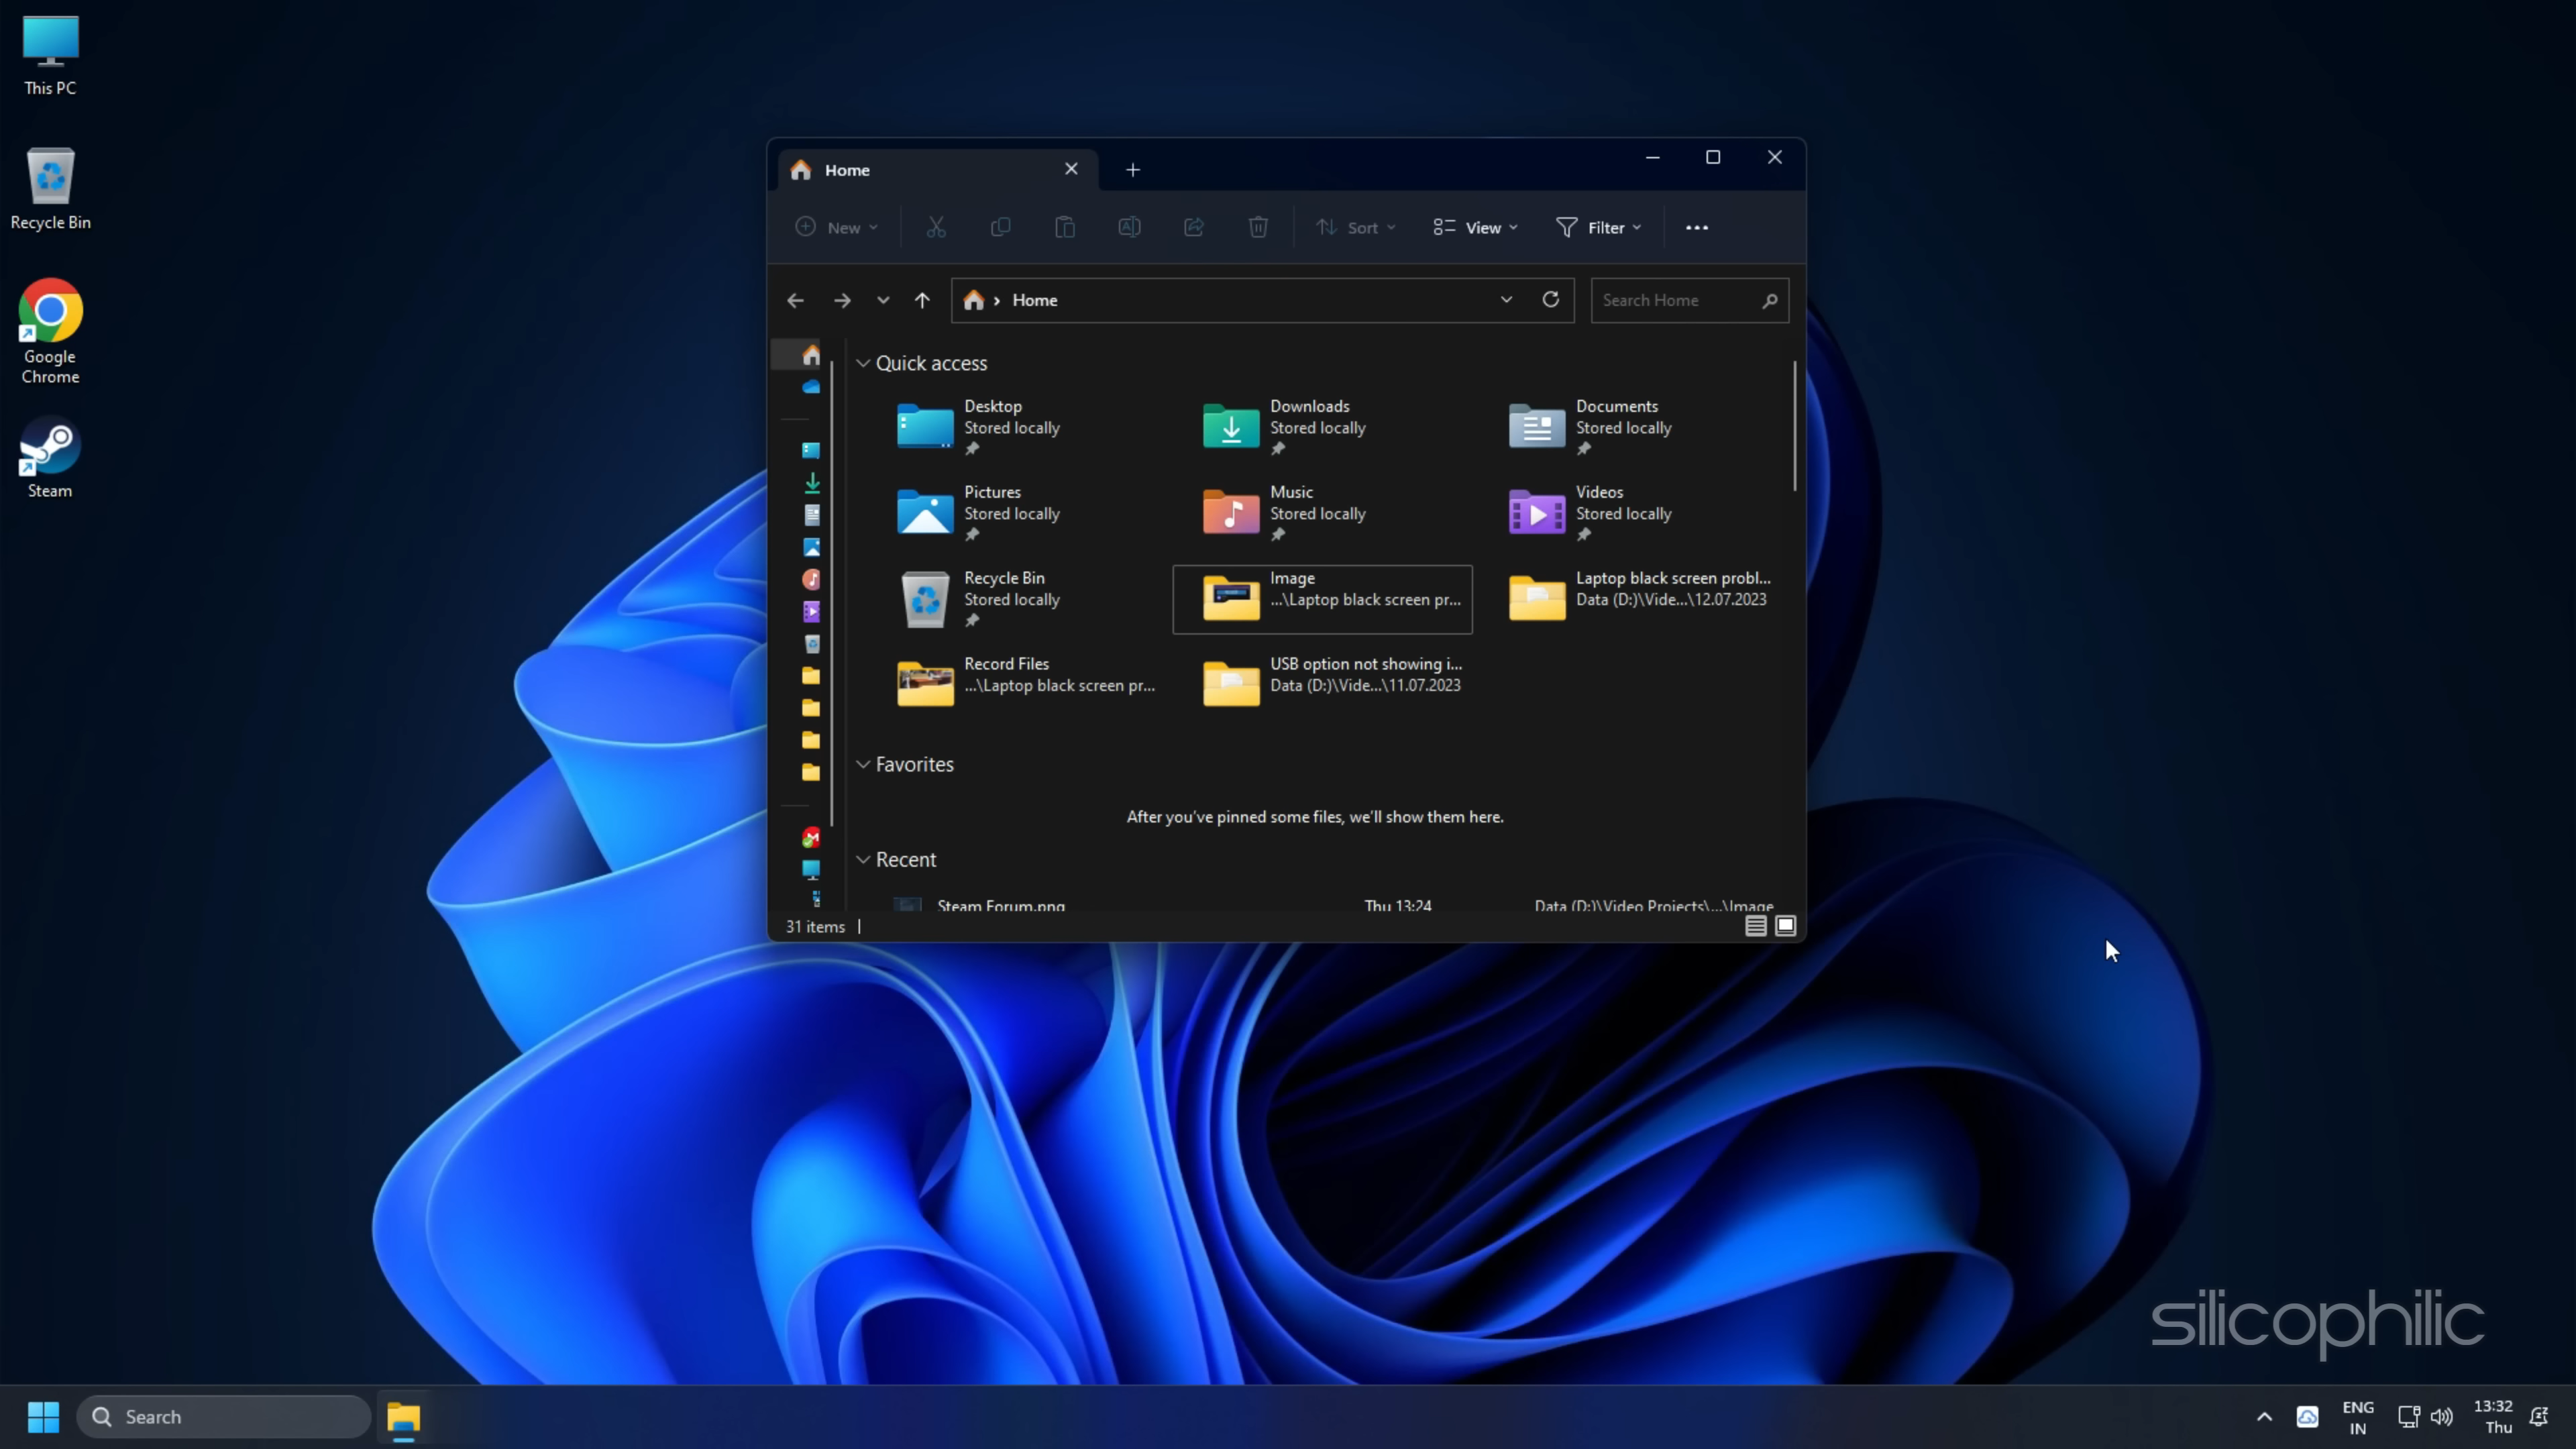 This PC
Recycle Bin
Google
Chrome
Steam
Home
New
Sort
View
Filter
Home
Search Home
Quick access
Desktop
Stored locally
Downloads
Stored locally
Documents
Stored locally
Pictures
Stored locally
Music
Stored locally
Videos
Stored locally
Recycle Bin
Stored locally
Image
...\Laptop black screen pr...
Laptop black screen probl...
Data (D:)\Vide...\12.07.2023
Record Files
...\Laptop black screen pr...
USB option not showing i...
Data (D:)\Vide...\11.07.2023
Favorites
After you've pinned some files, we'll show them here.
Recent
Steam Forum.png Thu 13:24 Data (D:)\Video Projects\...\Image
31 items
silicophilic
Search
ENG
IN
13:32
Thu